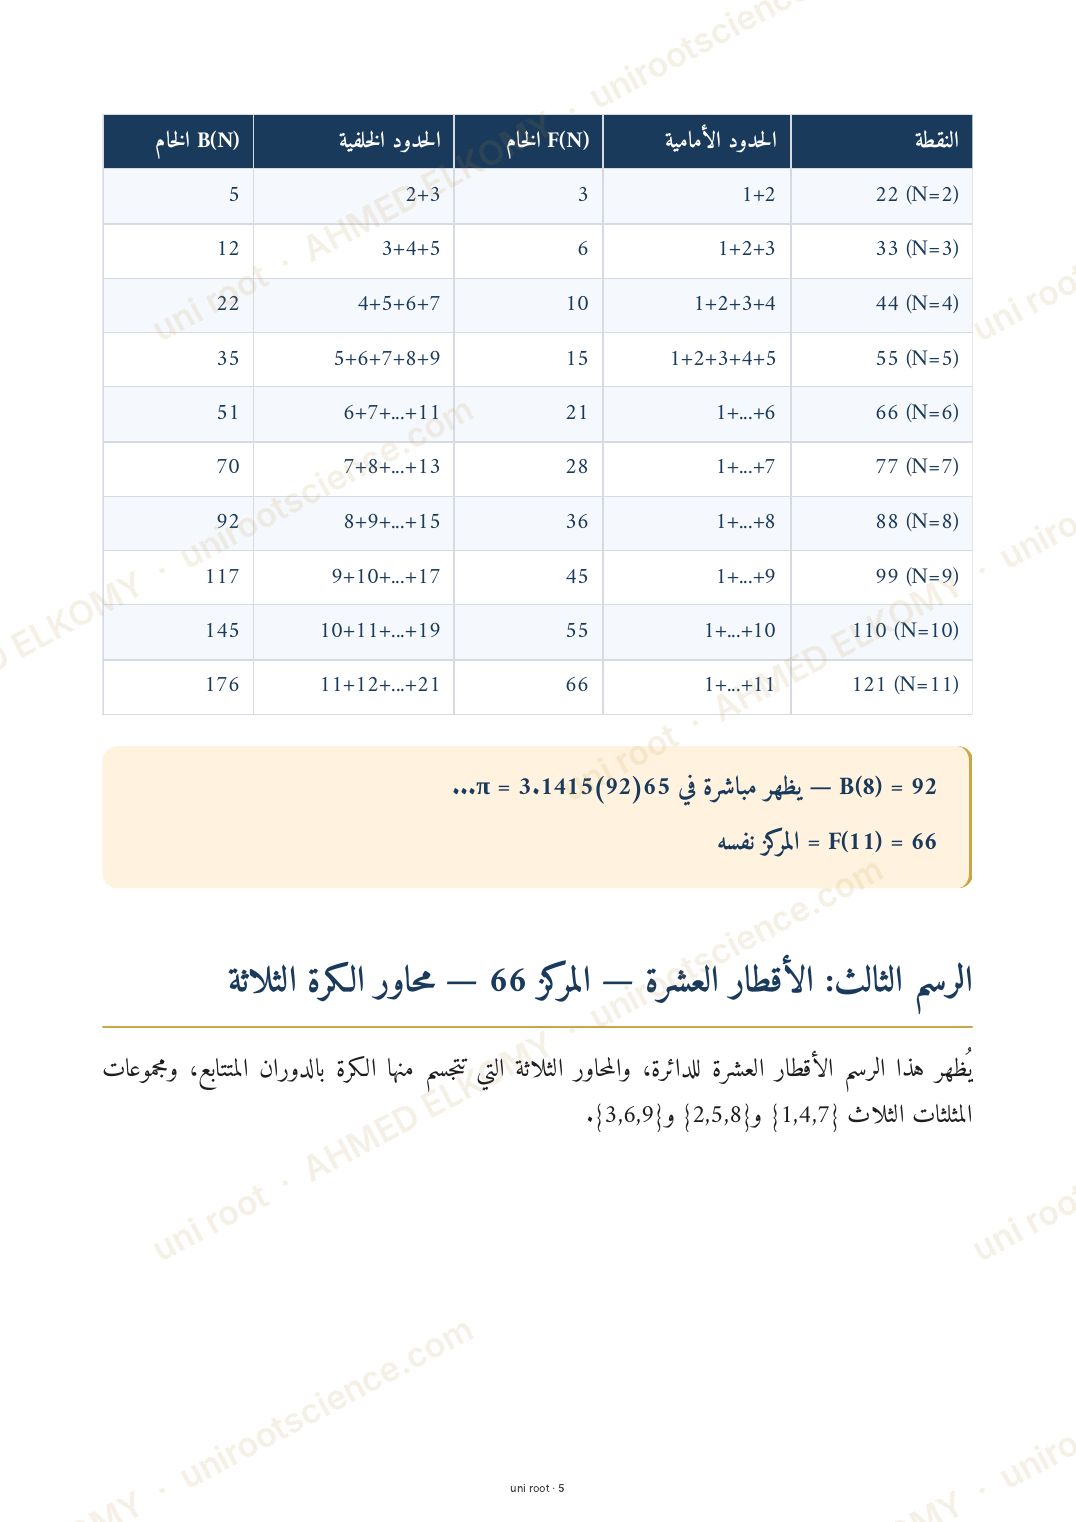 النقطة	الحدود الأمامية	F(N) الخام	الحدود الخلفية	B(N) الخام
22 (N=2)	1+2	3	2+3	5
33 (N=3)	1+2+3	6	3+4+5	12
44 (N=4)	1+2+3+4	10	4+5+6+7	22
55 (N=5)	1+2+3+4+5	15	5+6+7+8+9	35
66 (N=6)	1+...+6	21	6+7+...+11	51
77 (N=7)	1+...+7	28	7+8+...+13	70
88 (N=8)	1+...+8	36	8+9+...+15	92
99 (N=9)	1+...+9	45	9+10+...+17	117
110 (N=10)	1+...+10	55	10+11+...+19	145
121 (N=11)	1+...+11	66	11+12+...+21	176
B(8) = 92 — يظهر مباشرة في π = 3.1415(92)65...
F(11) = 66 = المركز نفسه
الرسم الثالث: الأقطار العشرة — المركز 66 — محاور الكرة الثلاثة
يُظهر هذا الرسم الأقطار العشرة للدائرة، والمحاور الثلاثة التي تتجسم منها الكرة بالدوران المتتابع، ومجموعات
المثلثات الثلاث {1,4,7} و{2,5,8} و{3,6,9}.
uni root · 5
uni root · AHMED ELKOMY · unirootscience.com